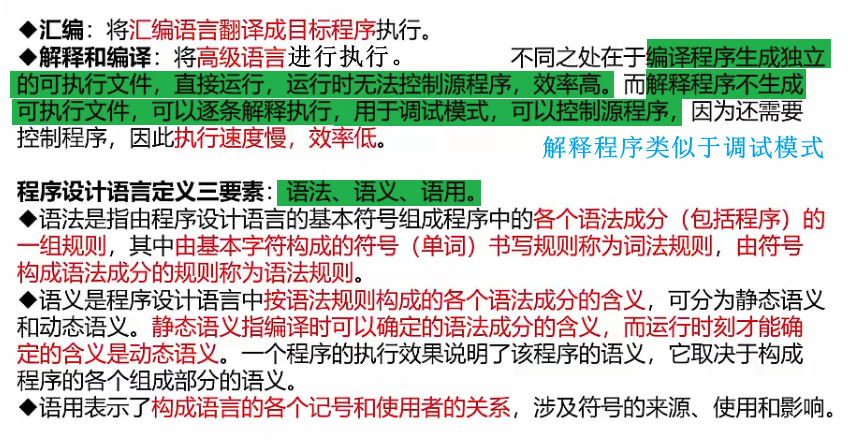 ◆汇编：将汇编语言翻译成目标程序执行。
◆解释和编译：将高级语言进行执行。 不同之处在于编译程序生成独立
的可执行文件，直接运行，运行时无法控制源程序，效率高。而解释程序不生成
可执行文件，可以逐条解释执行，用于调试模式，可以控制源程序，因为还需要
控制程序，因此执行速度慢，效率低。
解释程序类似于调试模式
程序设计语言定义三要素：语法、语义、语用。
◆语法是指由程序设计语言的基本符号组成程序中的各个语法成分（包括程序）的
一组规则，其中由基本字符构成的符号（单词）书写规则称为词法规则，由符号
构成语法成分的规则称为语法规则。
◆语义是程序设计语言中按语法规则构成的各个语法成分的含义，可分为静态语义
和动态语义。静态语义指编译时可以确定的语法成分的含义，而运行时刻才能确
定的含义是动态语义。一个程序的执行效果说明了该程序的语义，它取决于构成
程序的各个组成部分的语义。
◆语用表示了构成语言的各个记号和使用者的关系，涉及符号的来源、使用和影响。